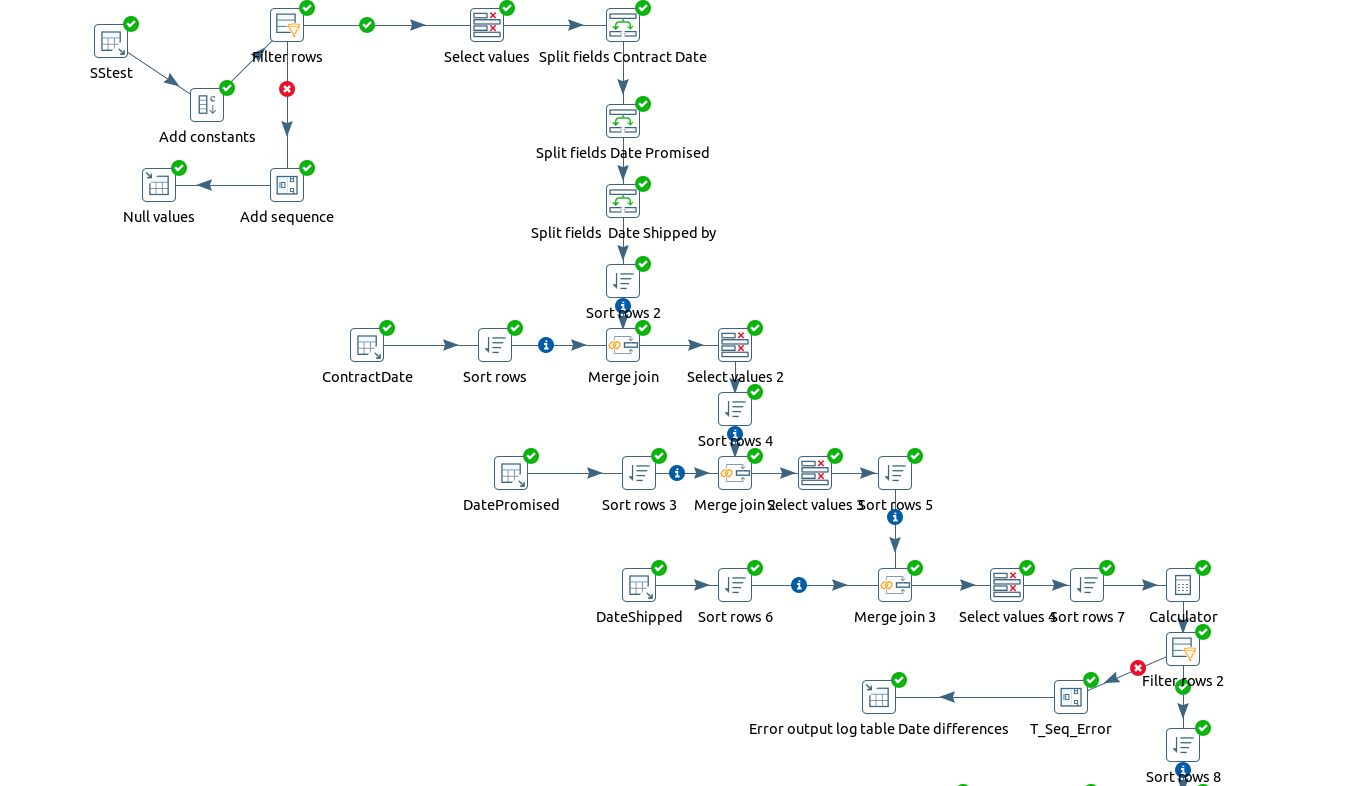 Filter rows
Select values
Split fields Contract Date
SStest
Add constants
Split fields Date Promised
Null values
Add sequence
Split fields  Date Shipped by
Sort rows 2
ContractDate
Sort rows
Merge join
Select values 2
Sort rows 4
DatePromised
Sort rows 3
Merge join 2
Select values 3
Sort rows 5
DateShipped
Sort rows 6
Merge join 3
Select values 4
Sort rows 7
Calculator
Filter rows 2
Error output log table Date differences
T_Seq_Error
Sort rows 8